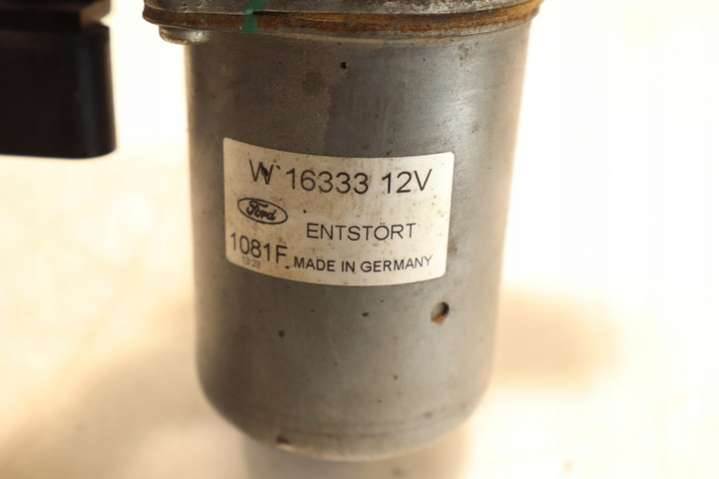 W 16333 12V
Ford
ENTSTÖRT
1081F
MADE IN GERMANY